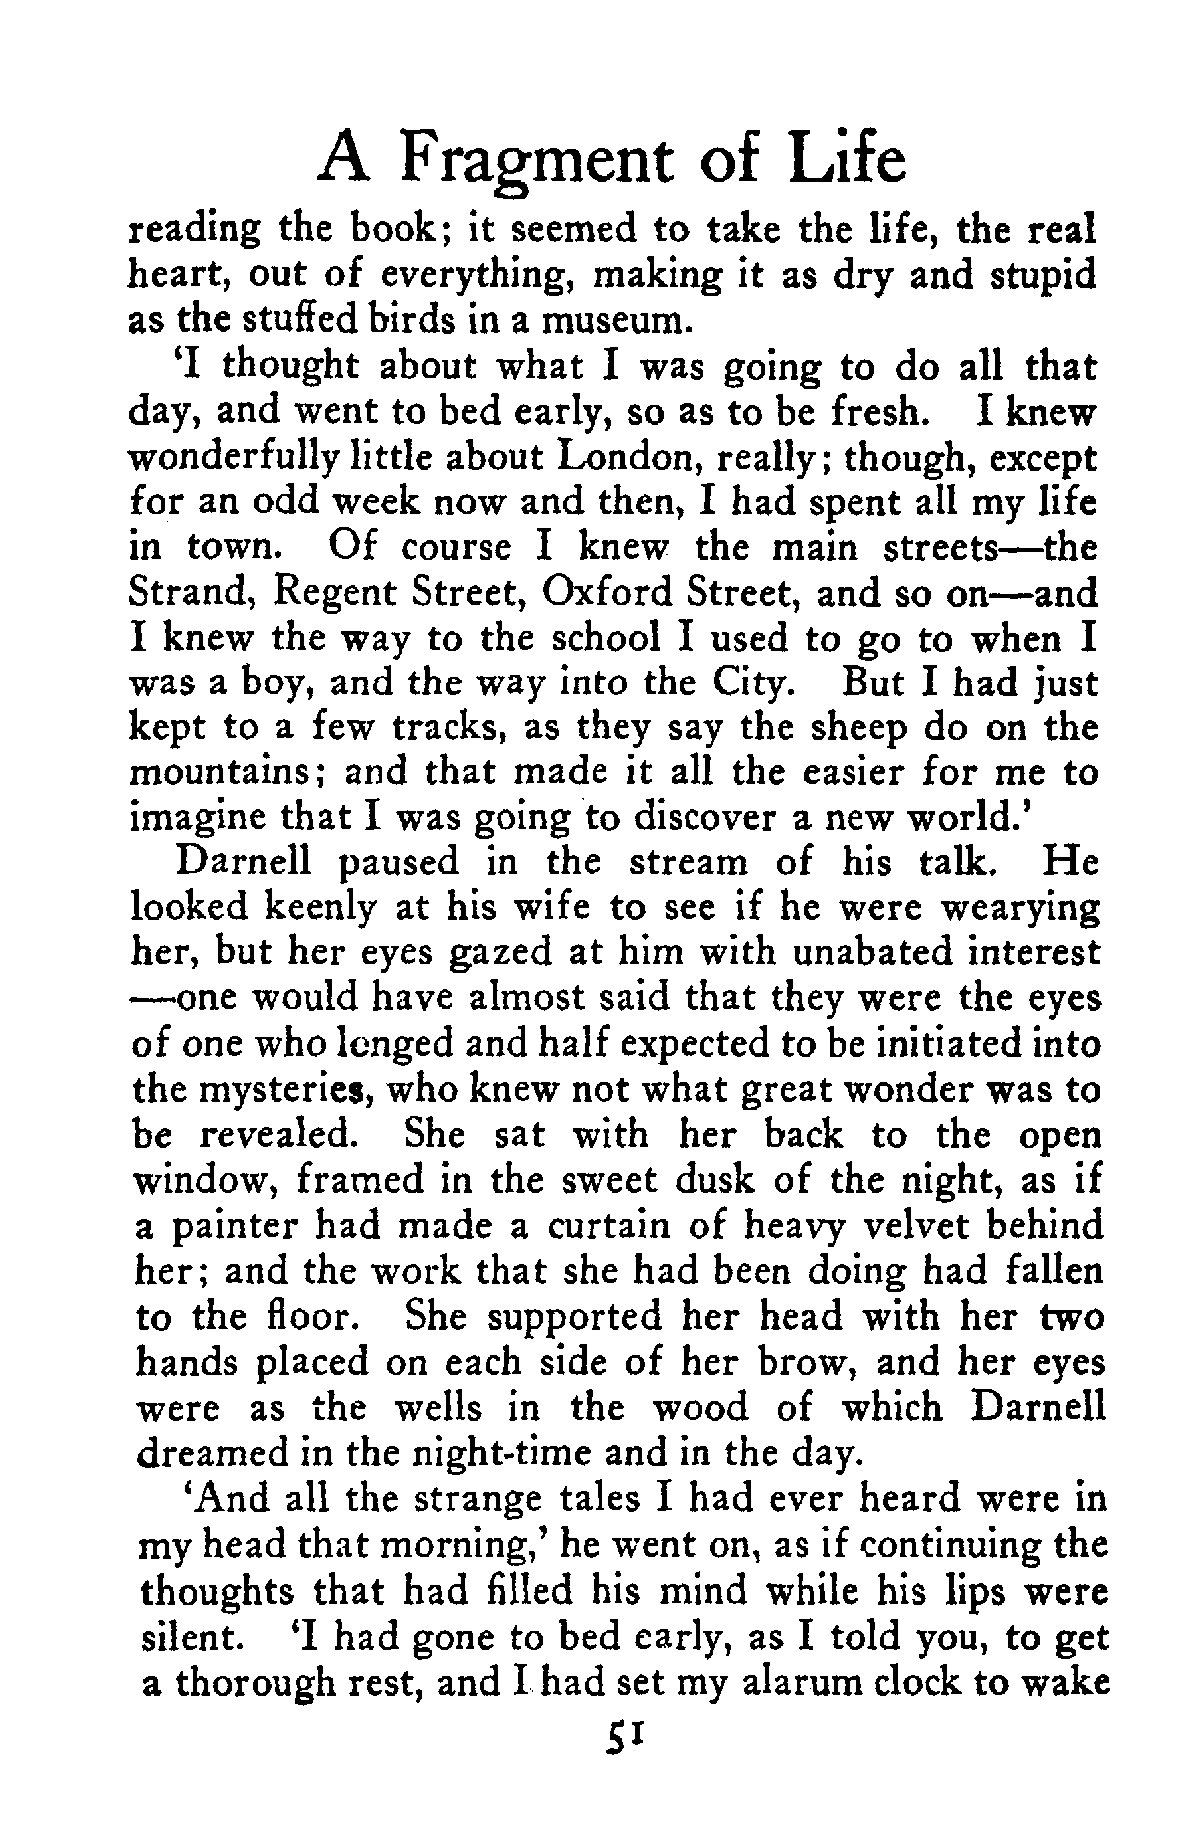 A Fragment of Life
reading the book; it seemed to take the life, the real
heart, out of everything, making it as dry and stupid
as the stuffed birds in a museum.
‘I thought about what I was going to do all that
day, and went to bed early, so as to be fresh. I knew
wonderfully little about London, really; though, except
for an odd week now and then, I had spent all my life
in town. Of course I knew the main streets—the
Strand, Regent Street, Oxford Street, and so on—and
I knew the way to the school I used to go to when I
was a boy, and the way into the City. But I had just
kept to a few tracks, as they say the sheep do on the
mountains; and that made it all the easier for me to
imagine that I was going to discover a new world.’
Darnell paused in the stream of his talk. He
looked keenly at his wife to see if he were wearying
her, but her eyes gazed at him with unabated interest
—one would have almost said that they were the eyes
of one who longed and half expected to be initiated into
the mysteries, who knew not what great wonder was to
be revealed. She sat with her back to the open
window, framed in the sweet dusk of the night, as if
a painter had made a curtain of heavy velvet behind
her; and the work that she had been doing had fallen
to the floor. She supported her head with her two
hands placed on each side of her brow, and her eyes
were as the wells in the wood of which Darnell
dreamed in the night-time and in the day.
‘And all the strange tales I had ever heard were in
my head that morning,’ he went on, as if continuing the
thoughts that had filled his mind while his lips were
silent. ‘I had gone to bed early, as I told you, to get
a thorough rest, and I had set my alarum clock to wake
51